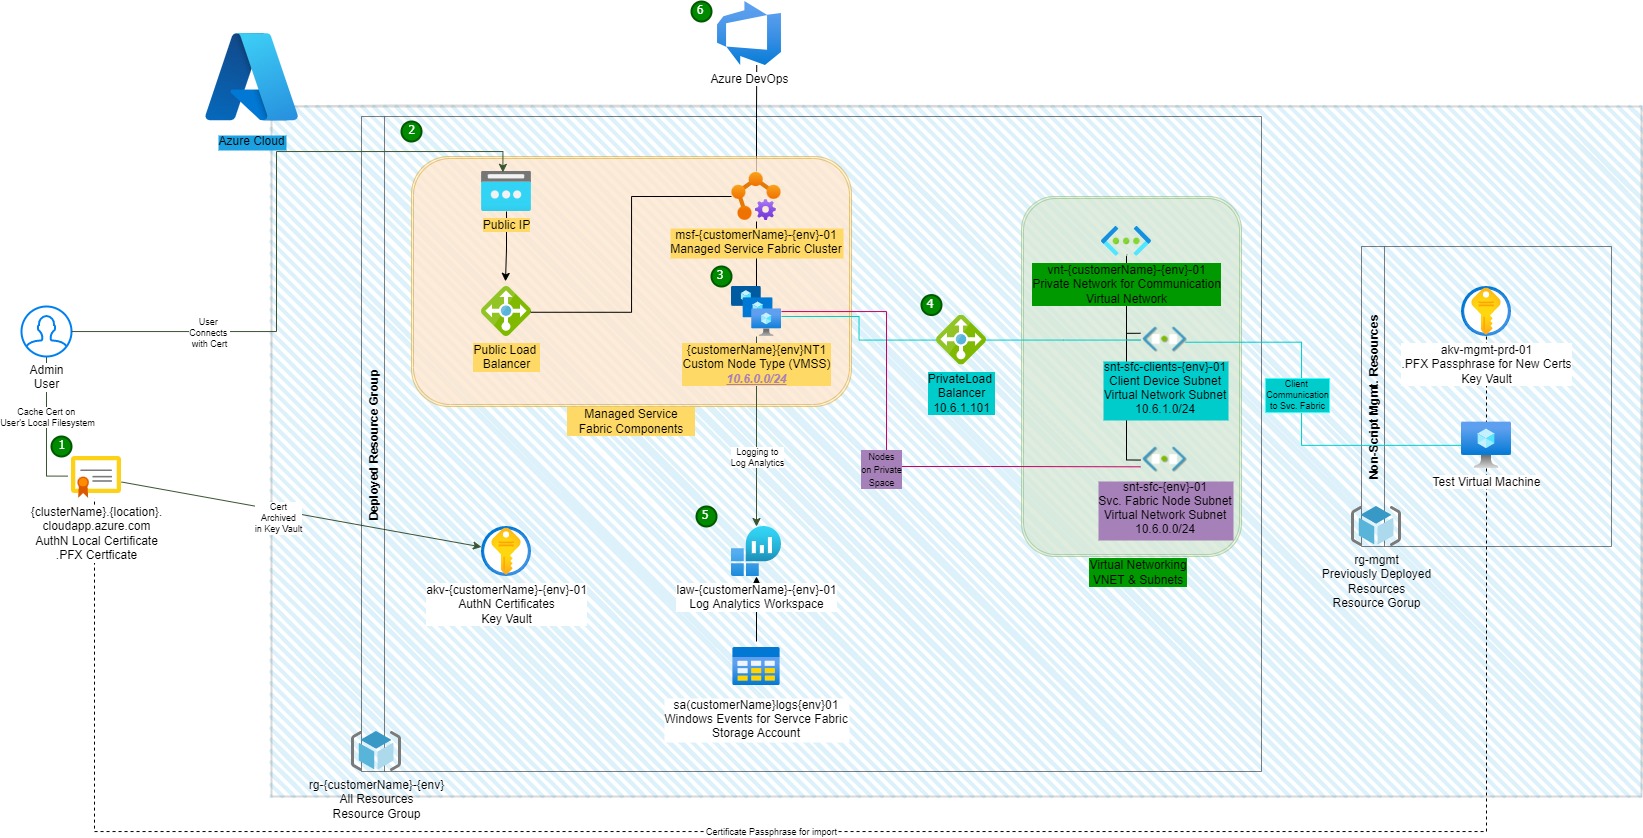 6
Azure DevOps
Azure Cloud
2
Public IP
msf-{customerName}-{env}-01
Managed Service Fabric Cluster
3
Public Load
Balancer
{customerName}{env}NT1
Custom Node Type (VMSS)
10.6.0.0/24
Managed Service
Fabric Components
4
PrivateLoad
Balancer
10.6.1.101
vnt-{customerName}-{env}-01
Private Network for Communication
Virtual Network
snt-sfc-clients-{env}-01
Client Device Subnet
Virtual Network Subnet
10.6.1.0/24
snt-sfc-{env}-01
Svc. Fabric Node Subnet
Virtual Network Subnet
10.6.0.0/24
Virtual Networking
VNET & Subnets
Client
Communication
to Svc. Fabric
Non-Script Mgmt. Resources
akv-mgmt-prd-01
.PFX Passphrase for New Certs
Key Vault
Test Virtual Machine
rg-mgmt
Previously Deployed
Resources
Resource Gorup
User
Connects
with Cert
Admin
User
Cache Cert on
User's Local Filesystem
1
{clusterName}.{location}.
cloudapp.azure.com
AuthN Local Certificate
.PFX Certficate
Cert
Archived
in Key Vault
Deployed Resource Group
akv-{customerName}-{env}-01
AuthN Certificates
Key Vault
Logging to
Log Analytics
Nodes
on Private
Space
5
law-{customerName}-{env}-01
Log Analytics Workspace
sa(customerName}logs{env}01
Windows Events for Servce Fabric
Storage Account
rg-{customerName}-{env}
All Resources
Resource Group
Certificate Passphrase for import